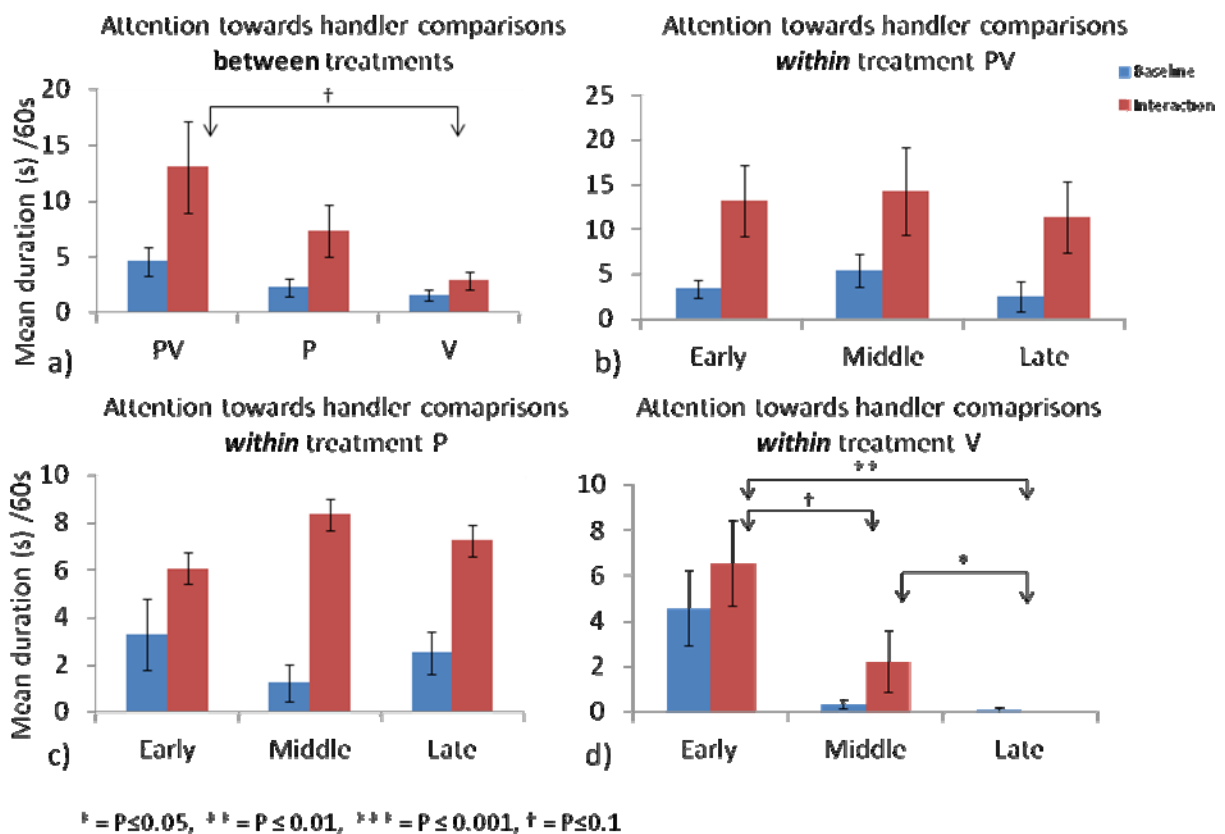 Attention towards handler comparisons
between treatments
Mean duration (s) /60s
20
15
10
5
0
†
PV
P
V
a)
Attention towards handler comparisons
within treatment PV
Baseline
Interaction
25
20
15
10
5
0
Early
Middle
Late
b)
Attention towards handler comaprisons
within treatment P
Mean duration (s) /60s
10
8
6
4
2
0
Early
Middle
Late
c)
Attention towards handler comaprisons
within treatment V
10
8
6
4
2
0
**
†
*
Early
Middle
Late
d)
* = P≤0.05, ** = P ≤ 0.01, *** = P ≤ 0.001, † = P≤0.1